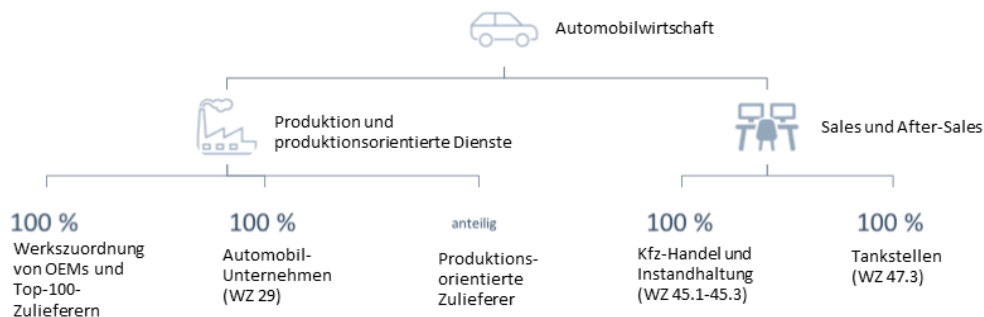 Automobilwirtschaft
Produktion und
produktionsorientierte Dienste
Sales und After-Sales
100 %
Werkszuordnung
von OEMs und
Top-100-
Zulieferern
100 %
Automobil-
Unternehmen
(WZ 29)
anteilig
Produktions-
orientierte
Zulieferer
100 %
Kfz-Handel und
Instandhaltung
(WZ 45.1-45.3)
100 %
Tankstellen
(WZ 47.3)